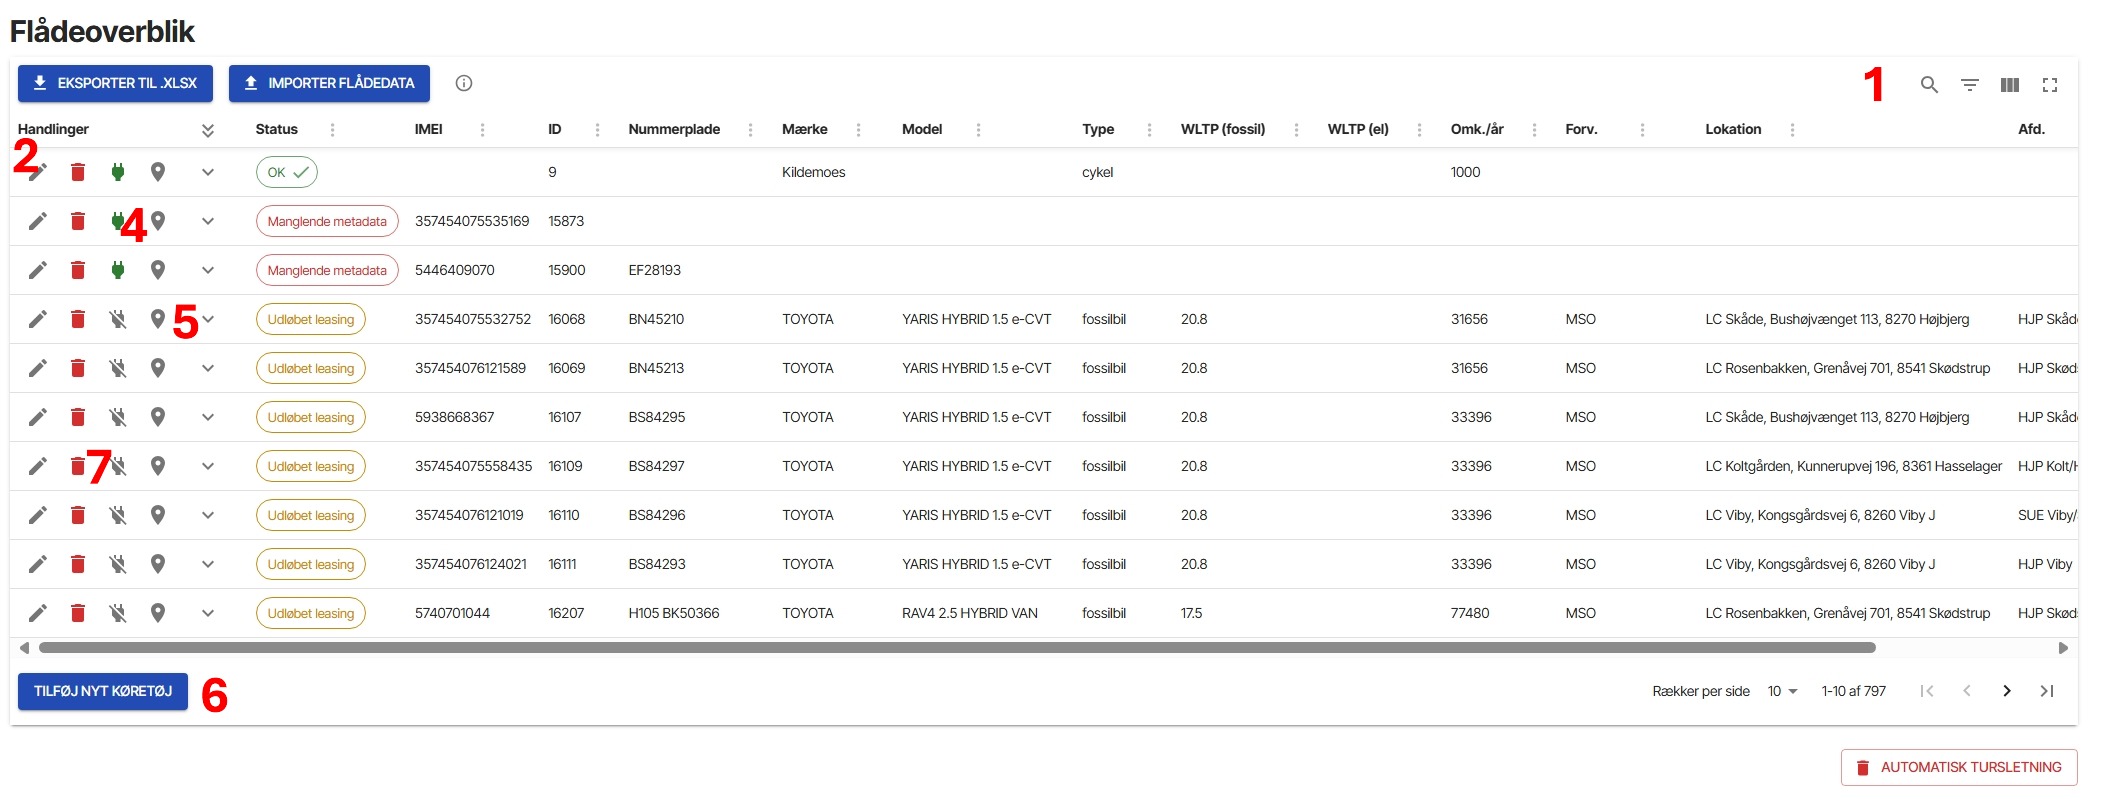 Flådeoverblik
EKSPORTER TIL .XLSX IMPORTER FLÅDEDATA 1
Handlinger Status IMEI ID Nummerplade Mærke Model Type WLTP (fossil) WLTP (el) Omk./år Forv. Lokation Afd.
2 OK 9 Kildemoes cykel 1000
4 Manglende metadata 357454075535169 15873
Manglende metadata 5446409070 15900 EF28193
5 Udløbet leasing 357454075532752 16068 BN45210 TOYOTA YARIS HYBRID 1.5 e-CVT fossilbil 20.8 31656 MSO LC Skåde, Bushøjvænget 113, 8270 Højbjerg HJP Skåd
Udløbet leasing 357454076121589 16069 BN45213 TOYOTA YARIS HYBRID 1.5 e-CVT fossilbil 20.8 31656 MSO LC Rosenbakken, Grenåvej 701, 8541 Skødstrup HJP Skøds
Udløbet leasing 5938668367 16107 BS84295 TOYOTA YARIS HYBRID 1.5 e-CVT fossilbil 20.8 33396 MSO LC Skåde, Bushøjvænget 113, 8270 Højbjerg HJP Skåd
7 Udløbet leasing 357454075558435 16109 BS84297 TOYOTA YARIS HYBRID 1.5 e-CVT fossilbil 20.8 33396 MSO LC Koltgården, Kunnerupvej 196, 8361 Hasselager HJP Kolt/H
Udløbet leasing 357454076121019 16110 BS84296 TOYOTA YARIS HYBRID 1.5 e-CVT fossilbil 20.8 33396 MSO LC Viby, Kongsgårdsvej 6, 8260 Viby J SUE Viby/
Udløbet leasing 357454076124021 16111 BS84293 TOYOTA YARIS HYBRID 1.5 e-CVT fossilbil 20.8 33396 MSO LC Viby, Kongsgårdsvej 6, 8260 Viby J HJP Viby
Udløbet leasing 5740701044 16207 H105 BK50366 TOYOTA RAV4 2.5 HYBRID VAN fossilbil 17.5 77480 MSO LC Rosenbakken, Grenåvej 701, 8541 Skødstrup HJP Skøds
TILFØJ NYT KØRETØJ 6 Rækker per side 10 1-10 af 797
AUTOMATISK TURSLETNING